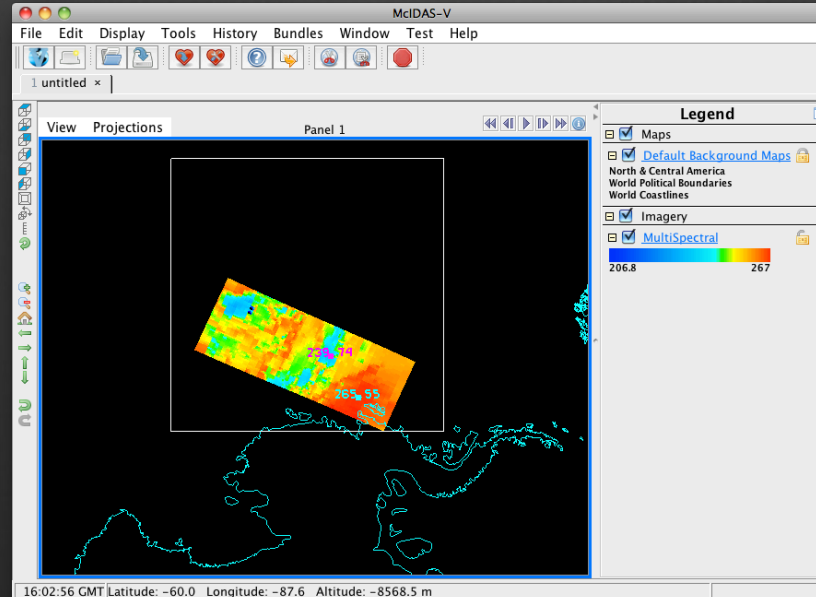 McIDAS-V
File Edit Display Tools History Bundles Window Test Help
1 untitled ×
View Projections
Panel 1
239.74
265.55
Legend
Maps
Default Background Maps
North & Central America
World Political Boundaries
World Coastlines
Imagery
MultiSpectral
206.8 267
16:02:56 GMT Latitude: -60.0 Longitude: -87.6 Altitude: -8568.5 m